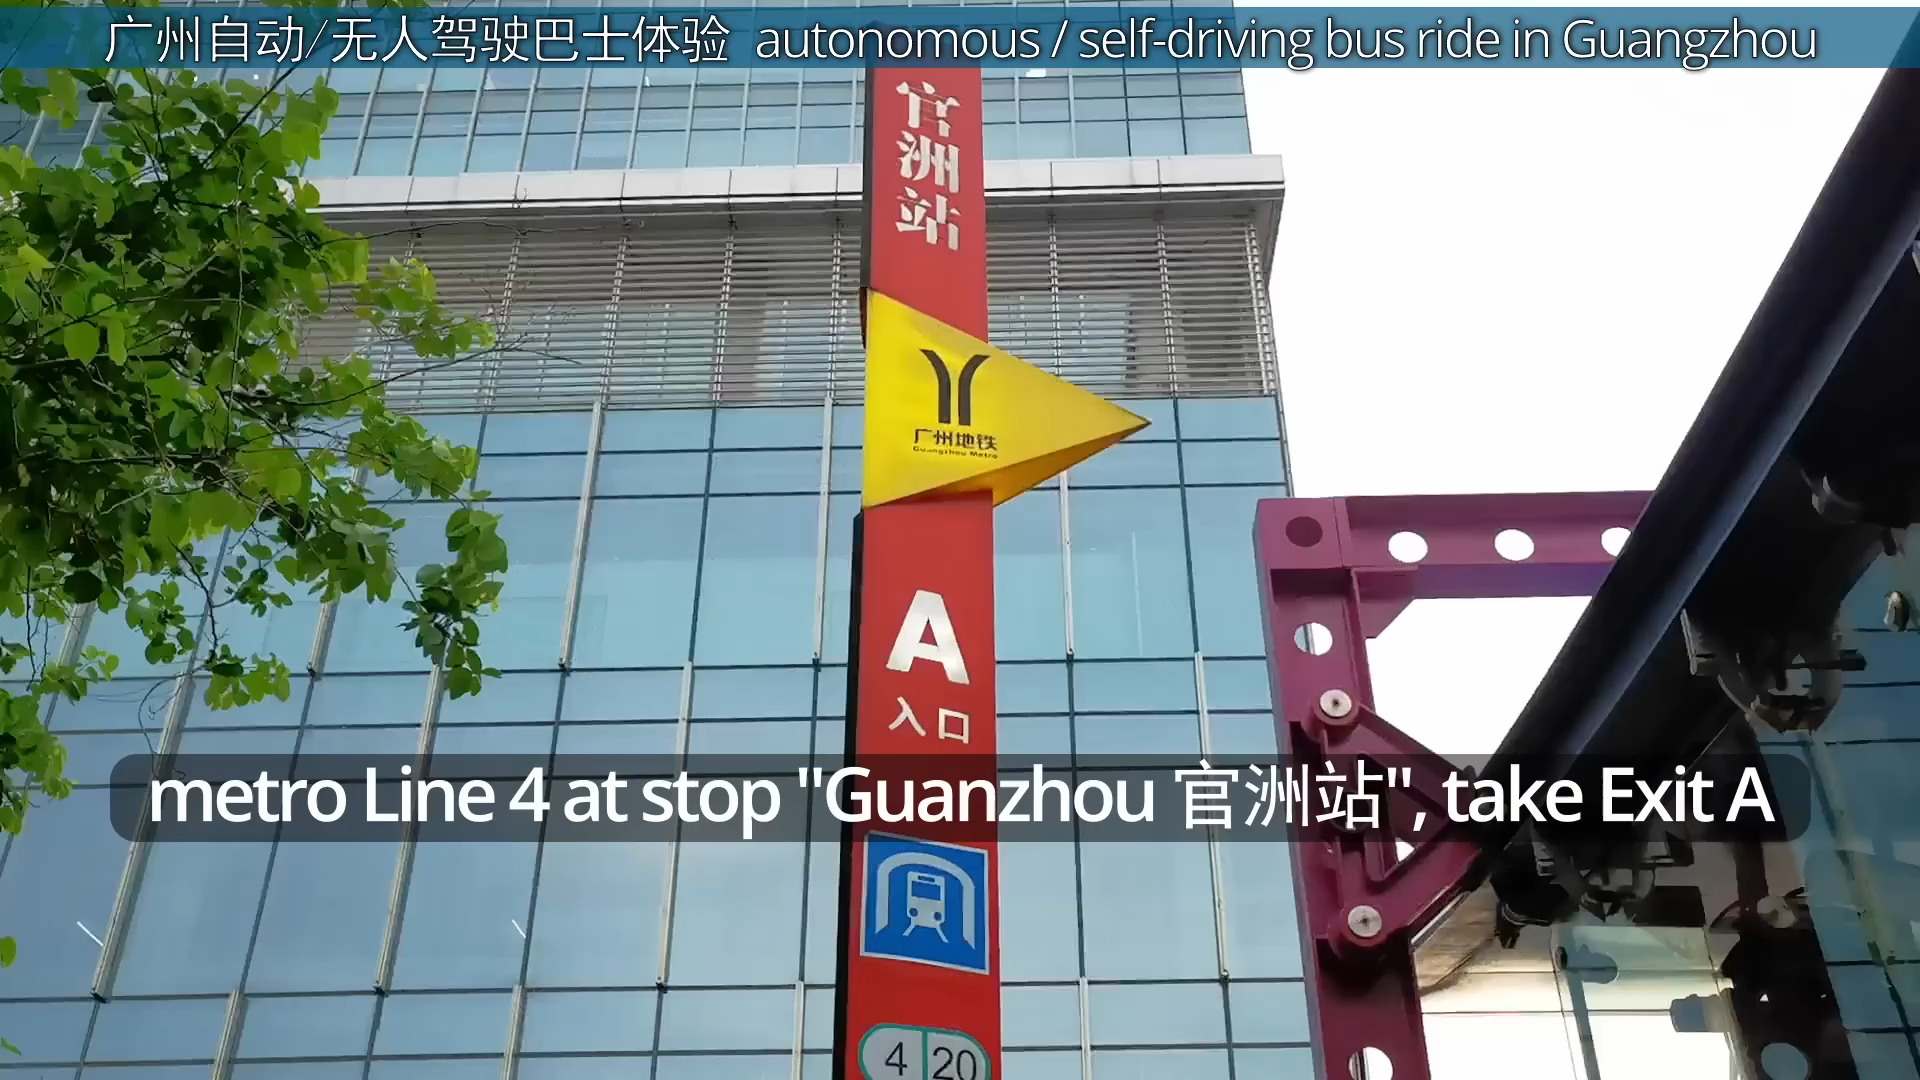 广州自动/无人驾驶巴士体验 autonomous / self-driving bus ride in Guangzhou
官洲站
广州地铁
Guangzhou Metro
A
入口
metro Line 4 at stop "Guanzhou 官洲站", take Exit A
4 20